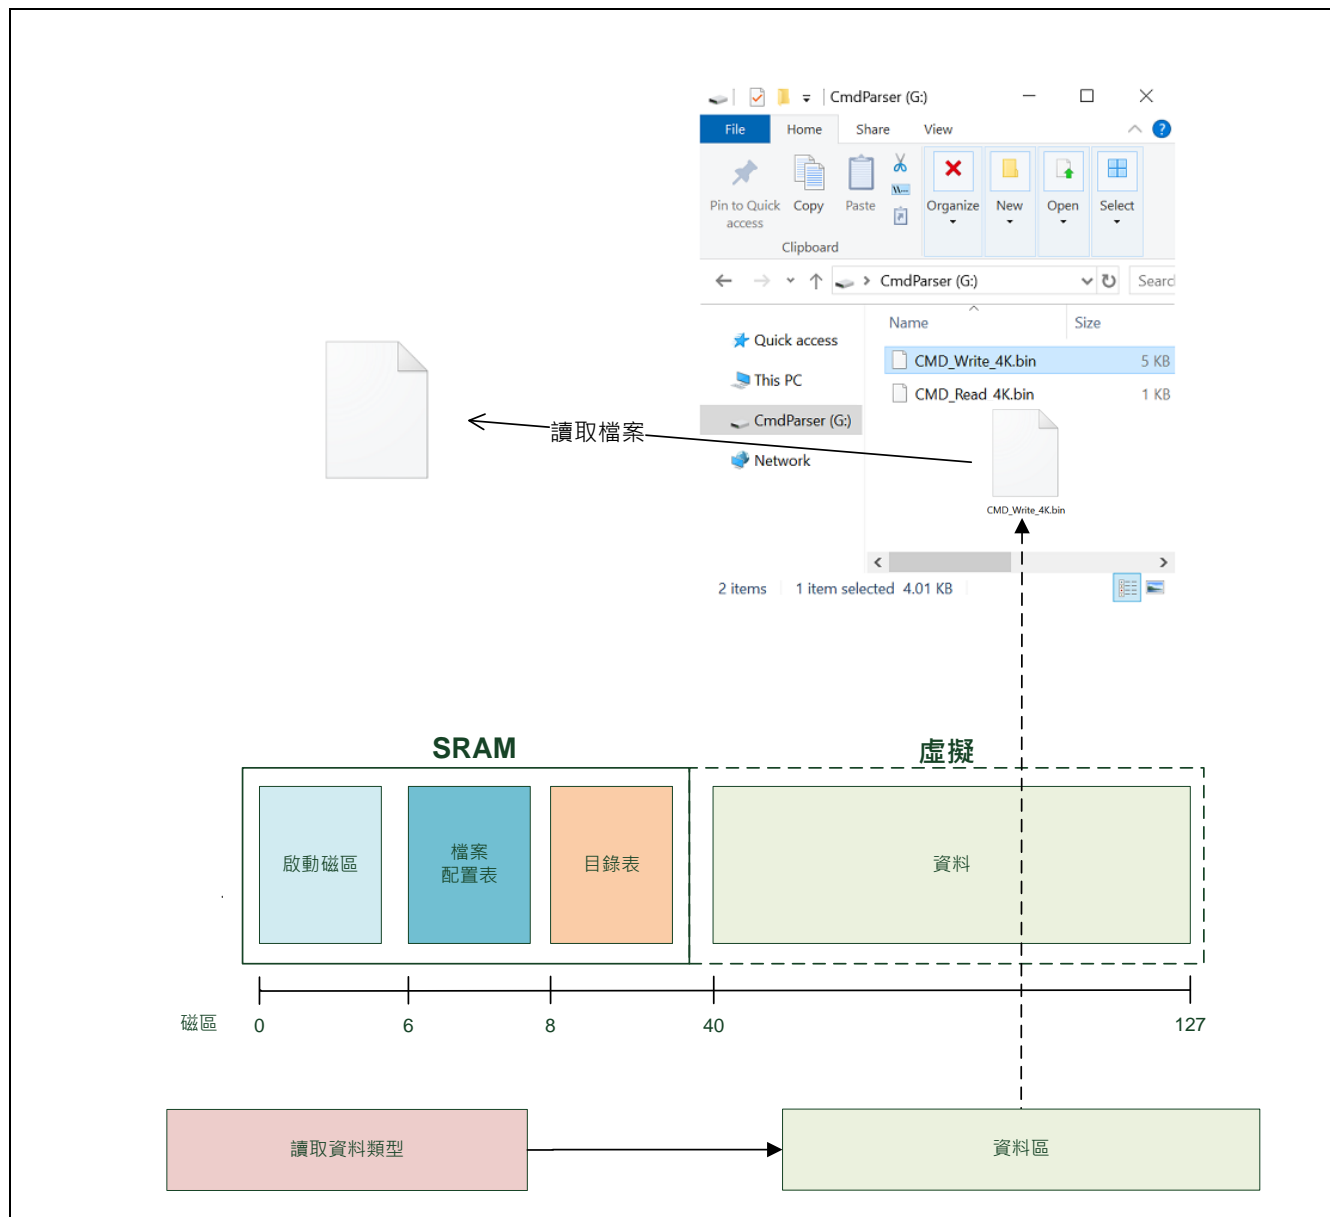 CmdParser (G:)
File Home Share View
Pin to Quick access
Copy
Paste
Organize
New
Open
Select
Clipboard
CmdParser (G:)
Searc
Name Size
Quick access
This PC
CmdParser (G:)
Network
CMD_Write_4K.bin 5 KB
CMD_Read 4K.bin 1 KB
讀取檔案
CMD_Write_4K.bin
2 items 1 item selected 4.01 KB
SRAM 虛擬
啟動磁區
檔案
配置表
目錄表
資料
磁區 0 6 8 40 127
讀取資料類型
資料區